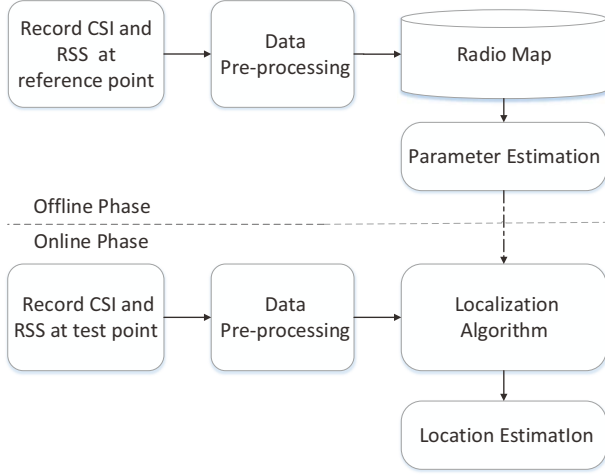 Record CSI and
RSS at
reference point
Data
Pre-processing
Radio Map
Parameter Estimation
Offline Phase
Online Phase
Record CSI and
RSS at test point
Data
Pre-processing
Localization
Algorithm
Location EstimatIon